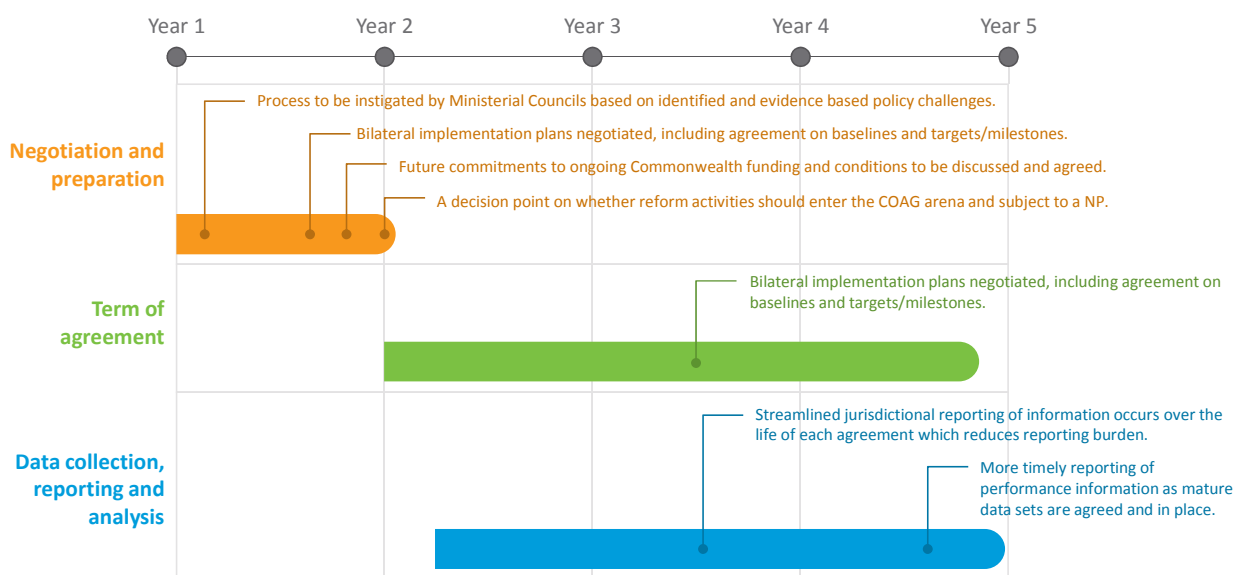 Year 1
Year 2
Year 3
Year 4
Year 5
Negotiation and
preparation
Process to be instigated by Ministerial Councils based on identified and evidence based policy challenges.
Bilateral implementation plans negotiated, including agreement on baselines and targets/milestones.
Future commitments to ongoing Commonwealth funding and conditions to be discussed and agreed.
A decision point on whether reform activities should enter the COAG arena and subject to a NP.
Term of
agreement
Bilateral implementation plans negotiated, including agreement on
baselines and targets/milestones.
Data collection,
reporting and
analysis
Streamlined jurisdictional reporting of information occurs over the
life of each agreement which reduces reporting burden.
More timely reporting of
performance information as mature
data sets are agreed and in place.